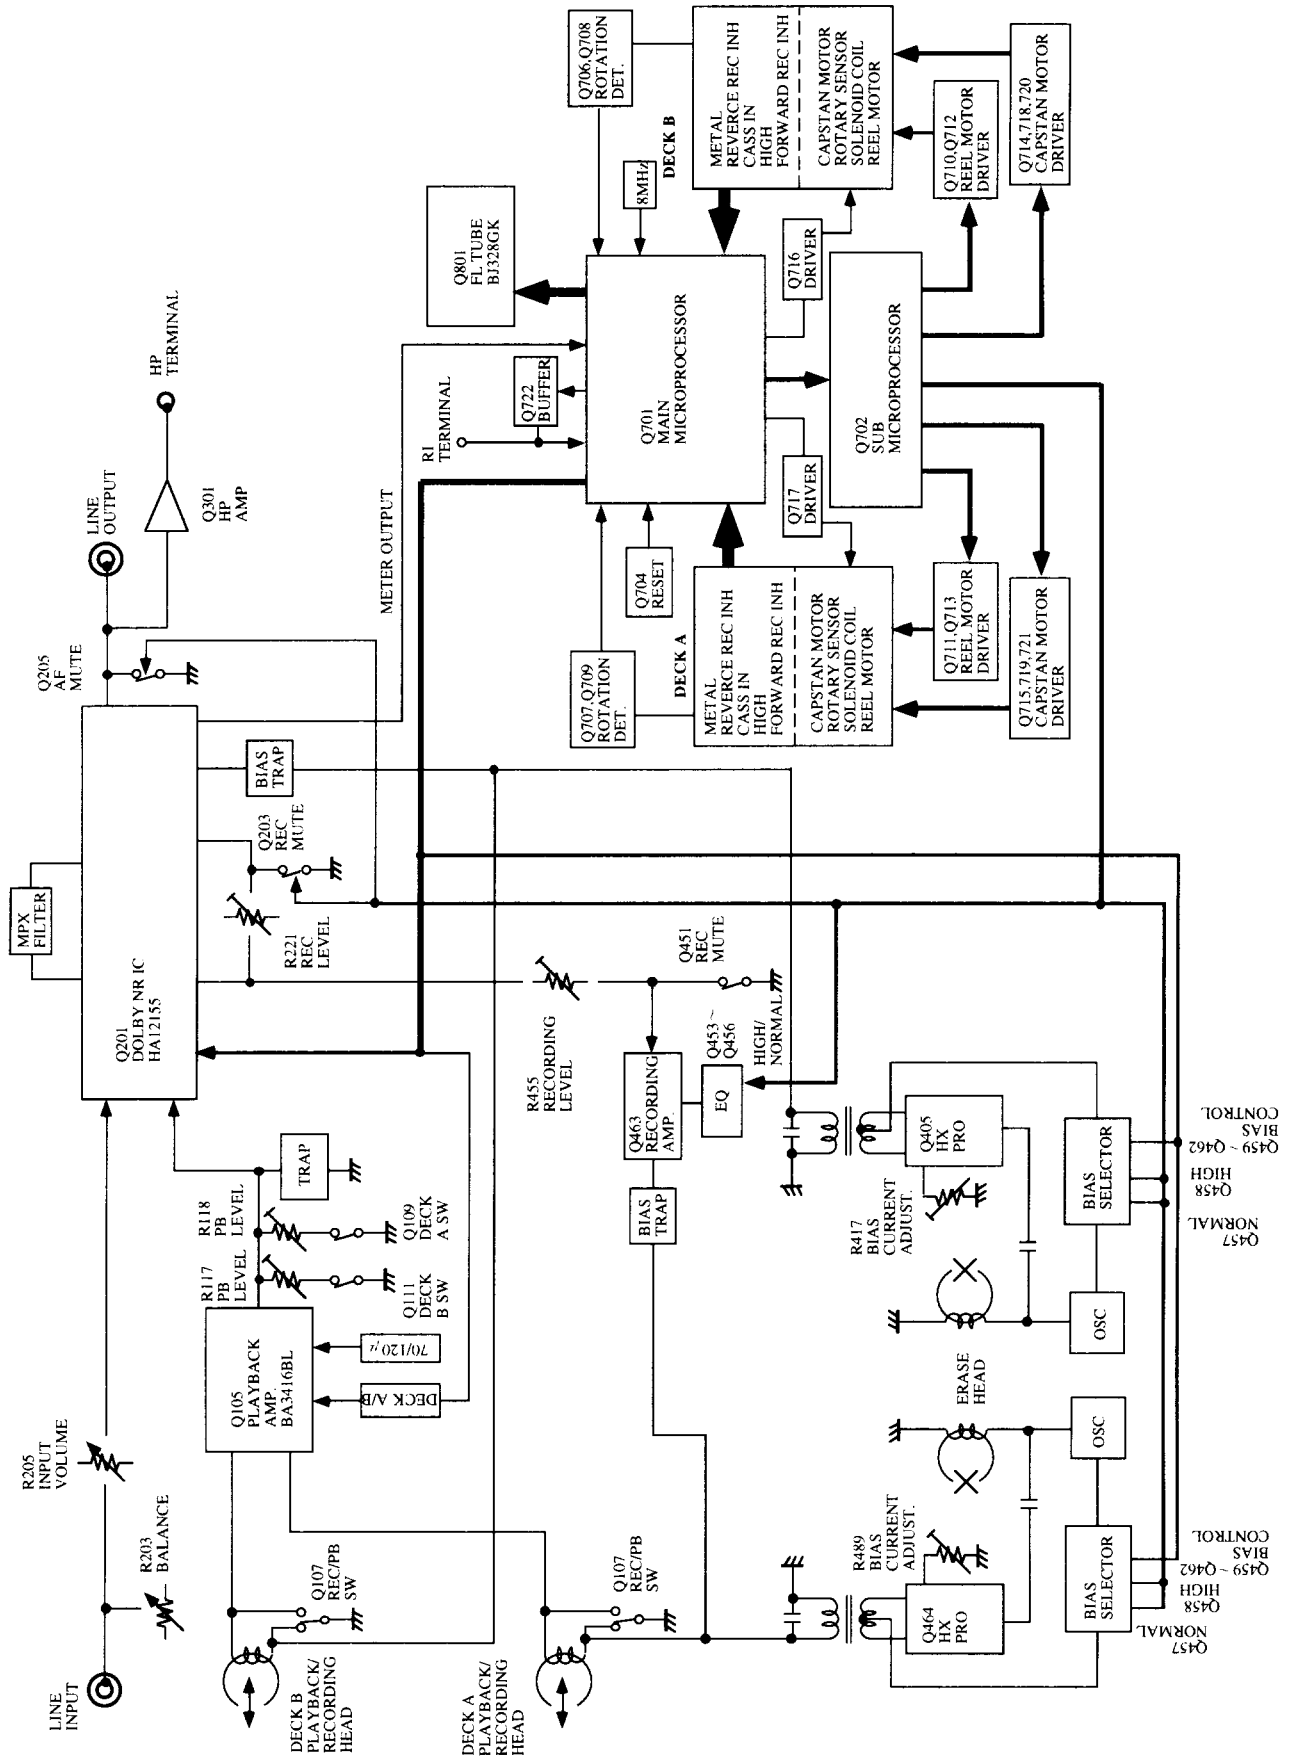 LINE
INPUT
R203
BALANCE
R205
INPUT
VOLUME
MPX
FILTER
Q201
DOLBY NR IC
HA12155
Q205
AF
MUTE
LINE
OUTPUT
Q301
HP
AMP
HP
TERMINAL
DECK B
PLAYBACK/
RECORDING
HEAD
Q107
REC/PB
SW
Q105
PLAYBACK
AMP.
BA3416BL
DECK A/B
70/120μ
R117
PB
LEVEL
R118
PB
LEVEL
Q111
DECK
B SW
Q109
DECK
A SW
TRAP
R221
REC
LEVEL
Q203
REC
MUTE
BIAS
TRAP
METER OUTPUT
RI
TERMINAL
Q722
BUFFER
Q801
FL TUBE
BJ328GK
DECK A
PLAYBACK/
RECORDING
HEAD
Q107
REC/PB
SW
R455
RECORDING
LEVEL
Q451
REC
MUTE
BIAS
TRAP
Q463
RECORDING
AMP.
EQ
Q453~
Q456
HIGH/
NORMAL
Q707,Q709
ROTATION
DET.
Q704
RESET
8MHz
Q706,Q708
ROTATION
DET.
DECK A
DECK B
Q701
MAIN
MICROPROCESSOR
METAL
REVERCE REC INH
CASS IN
HIGH
FORWARD REC INH
CAPSTAN MOTOR
ROTARY SENSOR
SOLENOID COIL
REEL MOTOR
METAL
REVERCE REC INH
CASS IN
HIGH
FORWARD REC INH
CAPSTAN MOTOR
ROTARY SENSOR
SOLENOID COIL
REEL MOTOR
Q717
DRIVER
Q716
DRIVER
Q702
SUB
MICROPROCESSOR
Q711,Q713
REEL MOTOR
DRIVER
Q715,719,721
CAPSTAN MOTOR
DRIVER
Q710,Q712
REEL MOTOR
DRIVER
Q714,718,720
CAPSTAN MOTOR
DRIVER
Q464
HX
PRO
R489
BIAS
CURRENT
ADJUST.
ERASE
HEAD
R417
BIAS
CURRENT
ADJUST.
Q405
HX
PRO
BIAS
SELECTOR
OSC
OSC
BIAS
SELECTOR
Q457
NORMAL
Q458
HIGH
Q459~Q462
BIAS
CONTROL
Q457
NORMAL
Q458
HIGH
Q459~Q462
BIAS
CONTROL